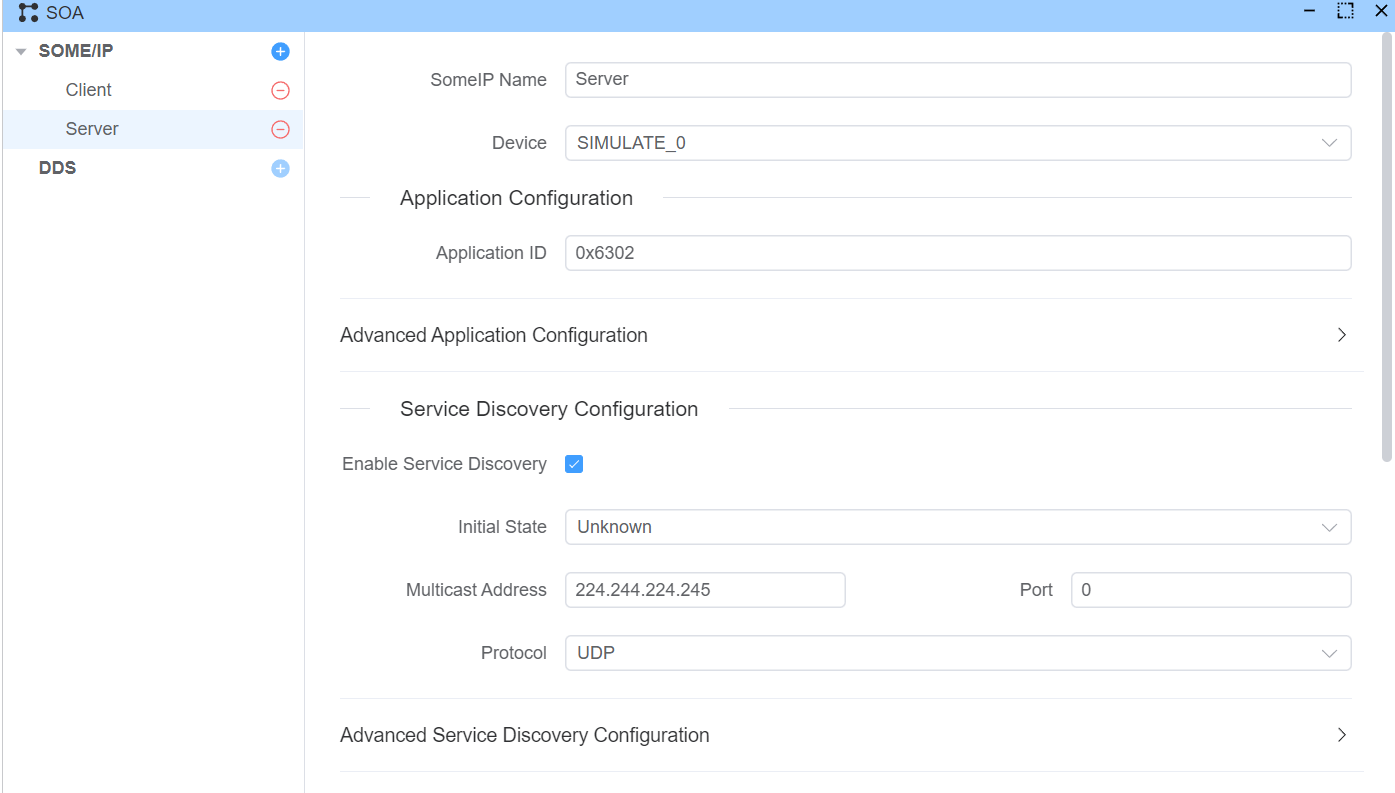 SOA
SOME/IP
Client
Server
DDS
SomeIP Name Server
Device SIMULATE_0
Application Configuration
Application ID 0x6302
Advanced Application Configuration
Service Discovery Configuration
Enable Service Discovery
Initial State Unknown
Multicast Address 224.244.224.245 Port 0
Protocol UDP
Advanced Service Discovery Configuration